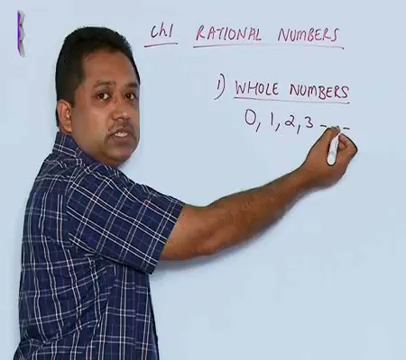 Ch1 RATIONAL NUMBERS
1) WHOLE NUMBERS
0, 1, 2, 3 ---